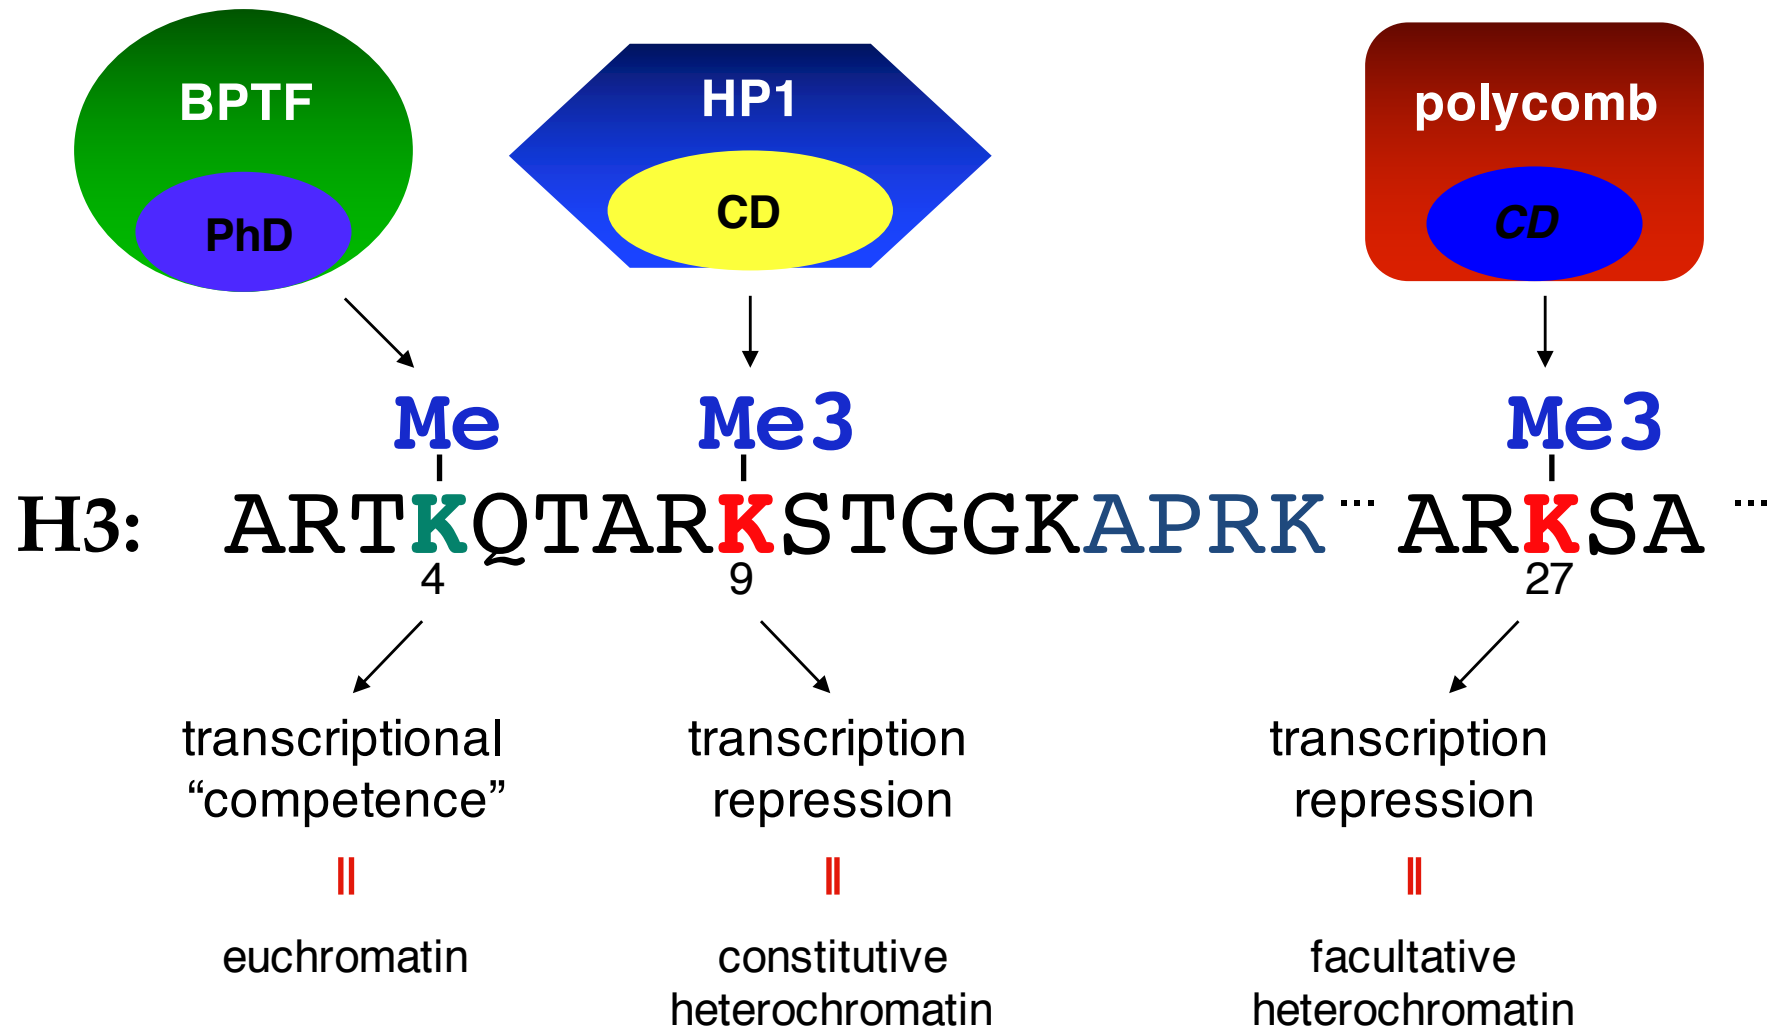 BPTF
PhD
HP1
CD
polycomb
CD
Me
Me3
Me3
H3: ARTKQTARKSTGGKAPRK ... ARKSA ...
4
9
27
transcriptional
“competence”
transcription
repression
transcription
repression
euchromatin
constitutive
heterochromatin
facultative
heterochromatin